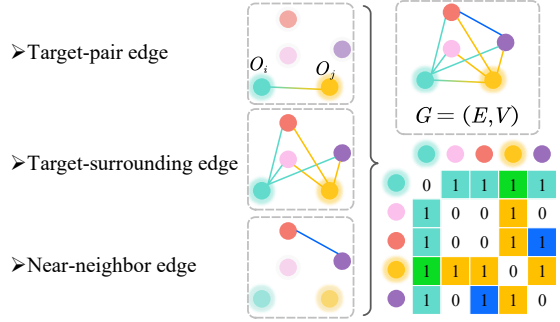 ➢Target-pair edge
O_i O_j
➢Target-surrounding edge
➢Near-neighbor edge
G = (E,V)
0 1 1 1 1
1 0 0 1 0
1 0 0 1 1
1 1 1 0 1
1 0 1 1 0